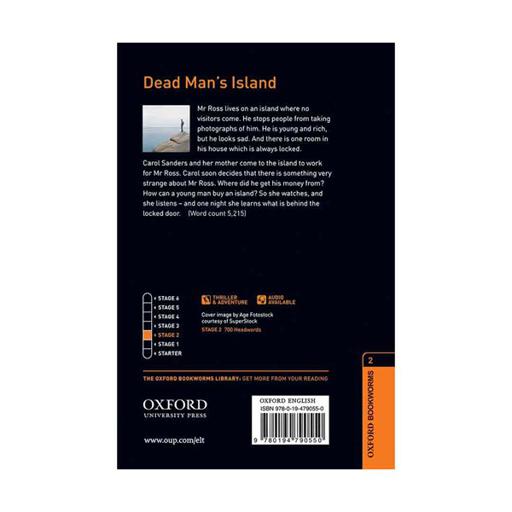 Dead Man's Island
Mr Ross lives on an island where no
visitors come. He stops people from taking
photographs of him. He is young and rich,
but he looks sad. And there is one room in
his house which is always locked.
Carol Sanders and her mother come to the island to work
for Mr Ross. Carol soon decides that there is something very
strange about Mr Ross. Where did he get his money from?
How can a young man buy an island? So she watches, and
she listens – and one night she learns what is behind the
locked door. (Word count 5,215)
STAGE 6
STAGE 5
STAGE 4
STAGE 3
STAGE 2
STAGE 1
STARTER
THRILLER
& ADVENTURE
AUDIO
AVAILABLE
Cover image by Age Fotostock
courtesy of SuperStock
STAGE 2 700 Headwords
THE OXFORD BOOKWORMS LIBRARY: GET MORE FROM YOUR READING
OXFORD
UNIVERSITY PRESS
www.oup.com/elt
OXFORD ENGLISH
ISBN 978-0-19-479055-0
9 780194 790550
2
OXFORD BOOKWORMS